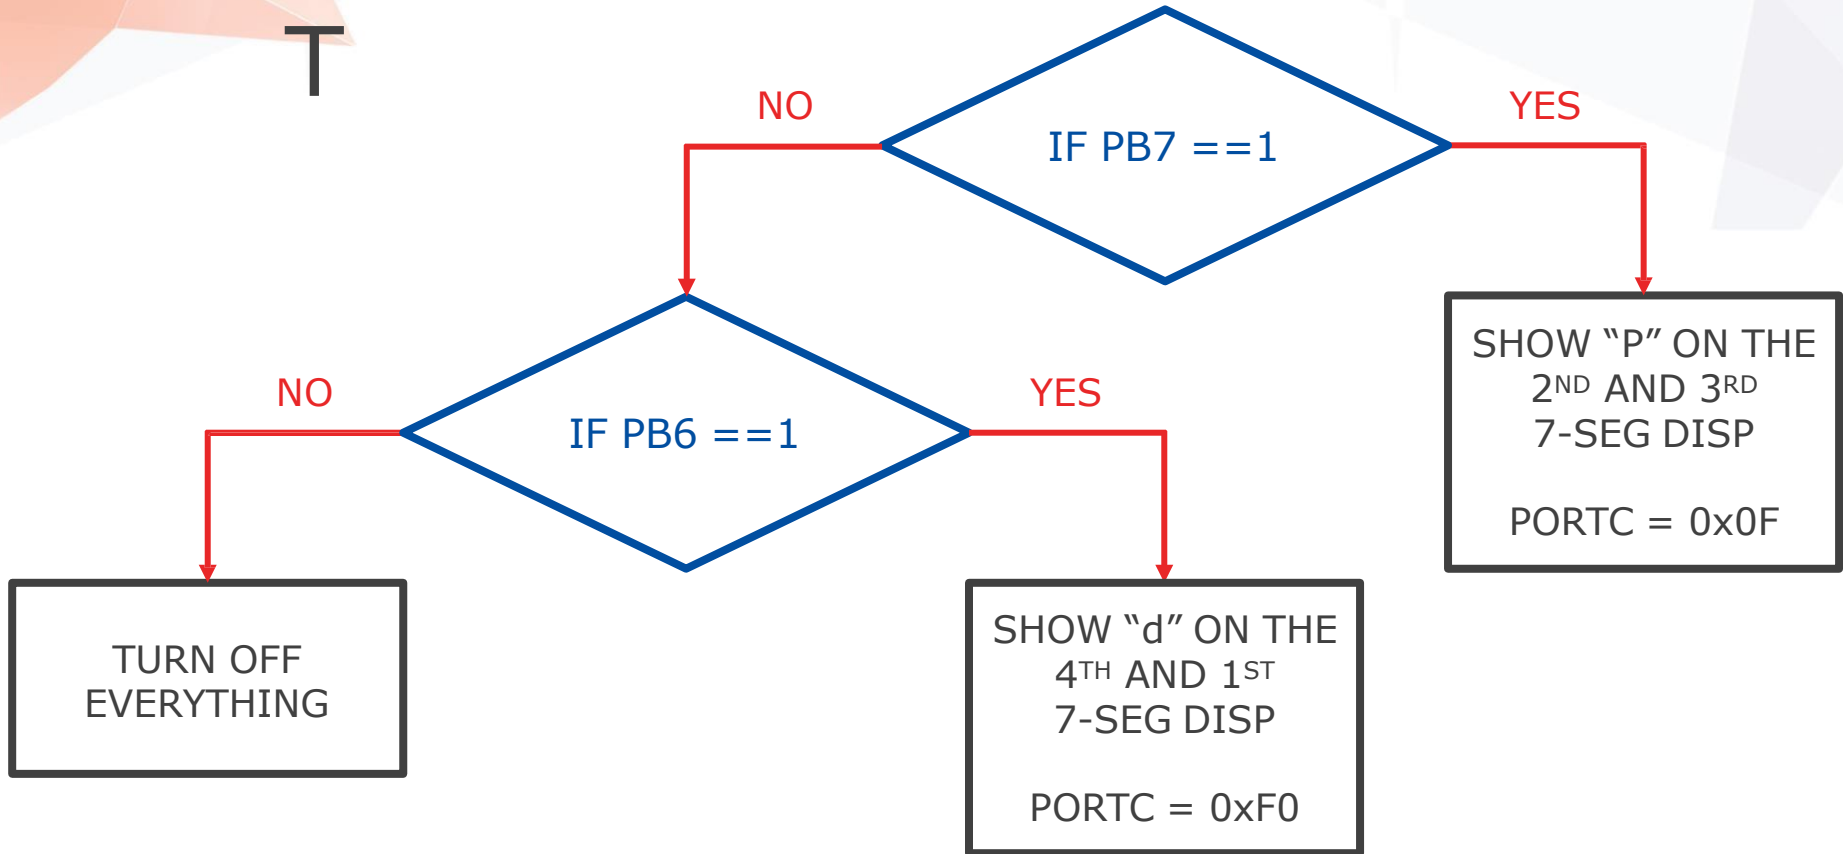 T
NO
IF PB7 ==1
YES
NO
IF PB6 ==1
YES
SHOW “P” ON THE
2ND AND 3RD
7-SEG DISP
PORTC = 0x0F
TURN OFF
EVERYTHING
SHOW “d” ON THE
4TH AND 1ST
7-SEG DISP
PORTC = 0xF0